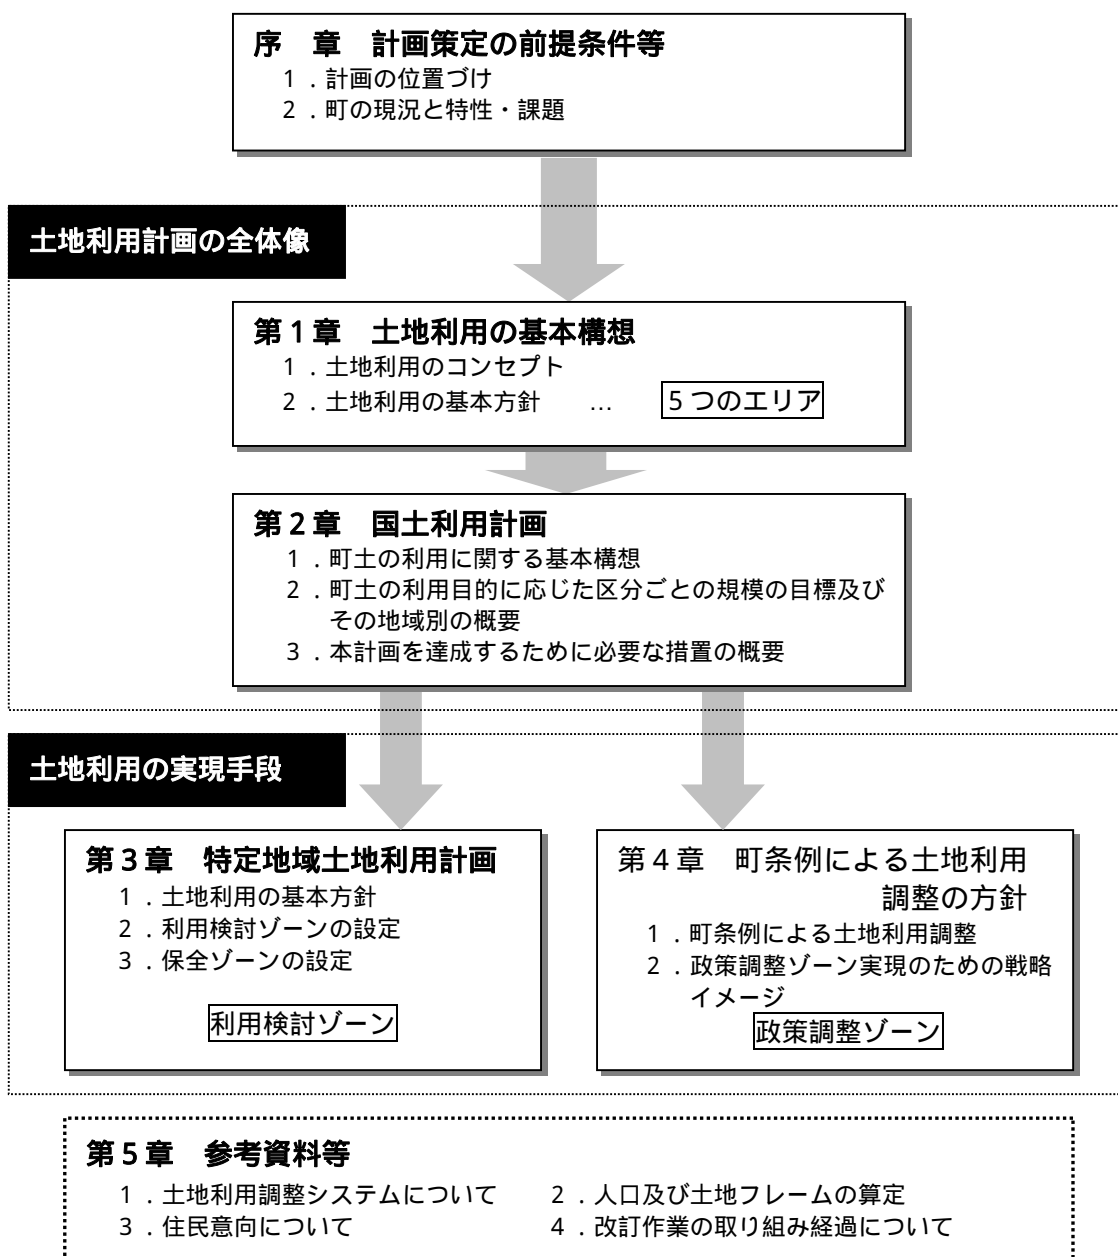 序　章　計画策定の前提条件等
1．計画の位置づけ
2．町の現況と特性・課題
土地利用計画の全体像
第1章　土地利用の基本構想
1．土地利用のコンセプト
2．土地利用の基本方針　…　5つのエリア
第2章　国土利用計画
1．町土の利用に関する基本構想
2．町土の利用目的に応じた区分ごとの規模の目標及び
その地域別の概要
3．本計画を達成するために必要な措置の概要
土地利用の実現手段
第3章　特定地域土地利用計画
1．土地利用の基本方針
2．利用検討ゾーンの設定
3．保全ゾーンの設定
利用検討ゾーン
第4章　町条例による土地利用
調整の方針
1．町条例による土地利用調整
2．政策調整ゾーン実現のための戦略
イメージ
政策調整ゾーン
第5章　参考資料等
1．土地利用調整システムについて　2．人口及び土地フレームの算定
3．住民意向について　4．改訂作業の取り組み経過について